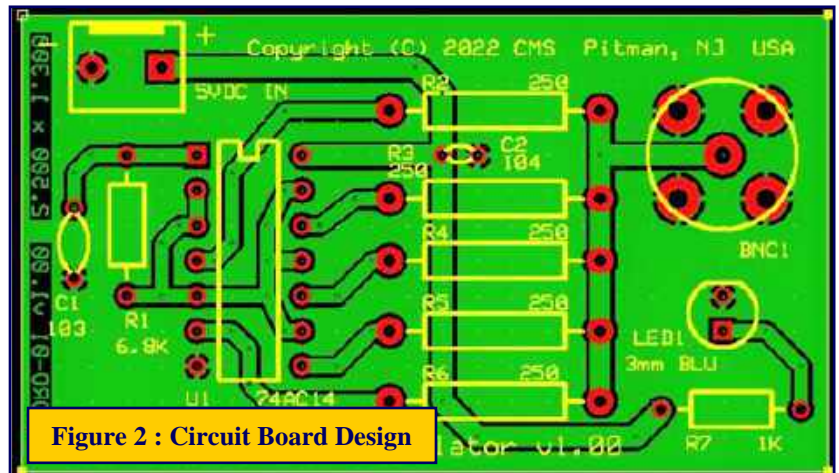 Copyright (C) 2022 CMS Pitman, NJ USA
- +
5VDC IN
R2 250
R3
250
C2
104
R4 250
BNC1
C1
103
R1
6.8K
R5 250
LED1
3mm BLU
R6 250
U1 74AC14
lator v1.00
R7 1K
Figure 2 : Circuit Board Design